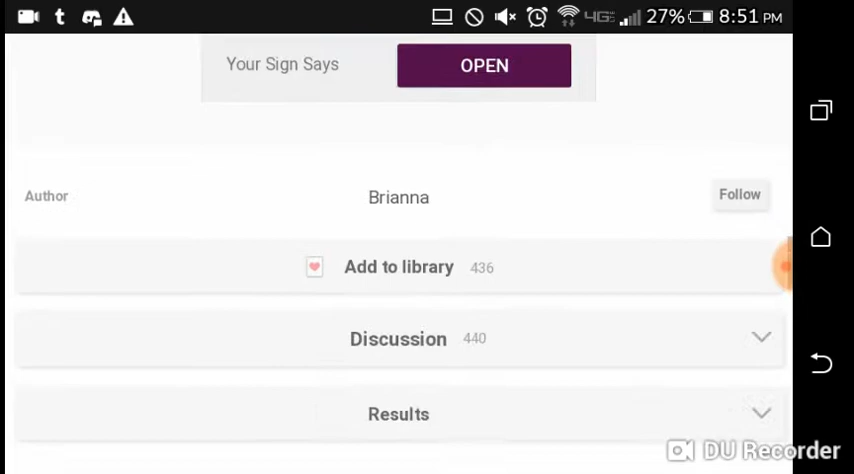 t 4G 27% 8:51 PM
Your Sign Says OPEN
Author Brianna Follow
Add to library 436
Discussion 440
Results
DU Recorder